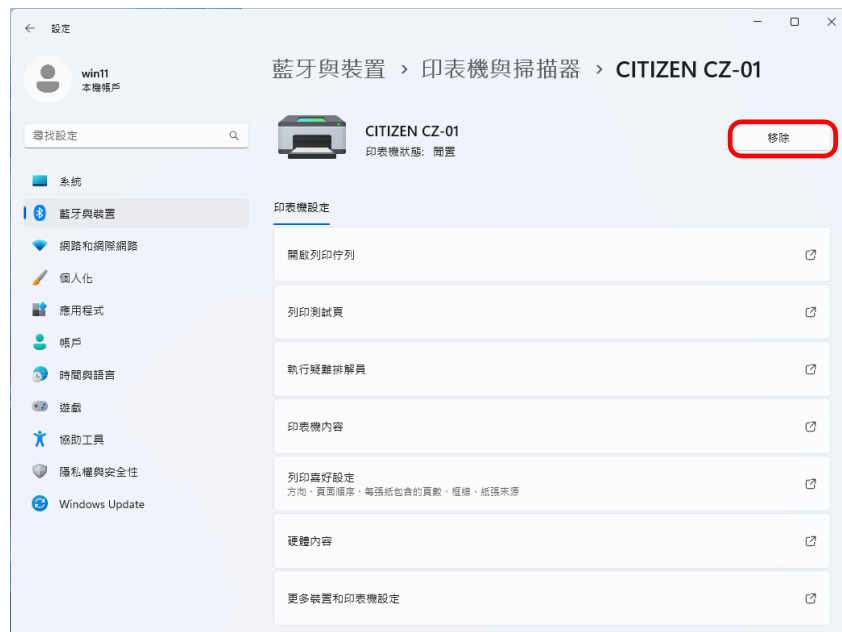 設定
win11
本機帳戶
尋找設定
系統
藍牙與裝置
網路和網際網路
個人化
應用程式
帳戶
時間與語言
遊戲
協助工具
隱私權與安全性
Windows Update
藍牙與裝置 › 印表機與掃描器 › CITIZEN CZ-01
CITIZEN CZ-01
印表機狀態: 閒置
移除
印表機設定
開啟列印佇列
列印測試頁
執行疑難排解員
印表機內容
列印喜好設定
方向、頁面順序、每張紙包含的頁數、框線、紙張來源
硬體內容
更多裝置和印表機設定